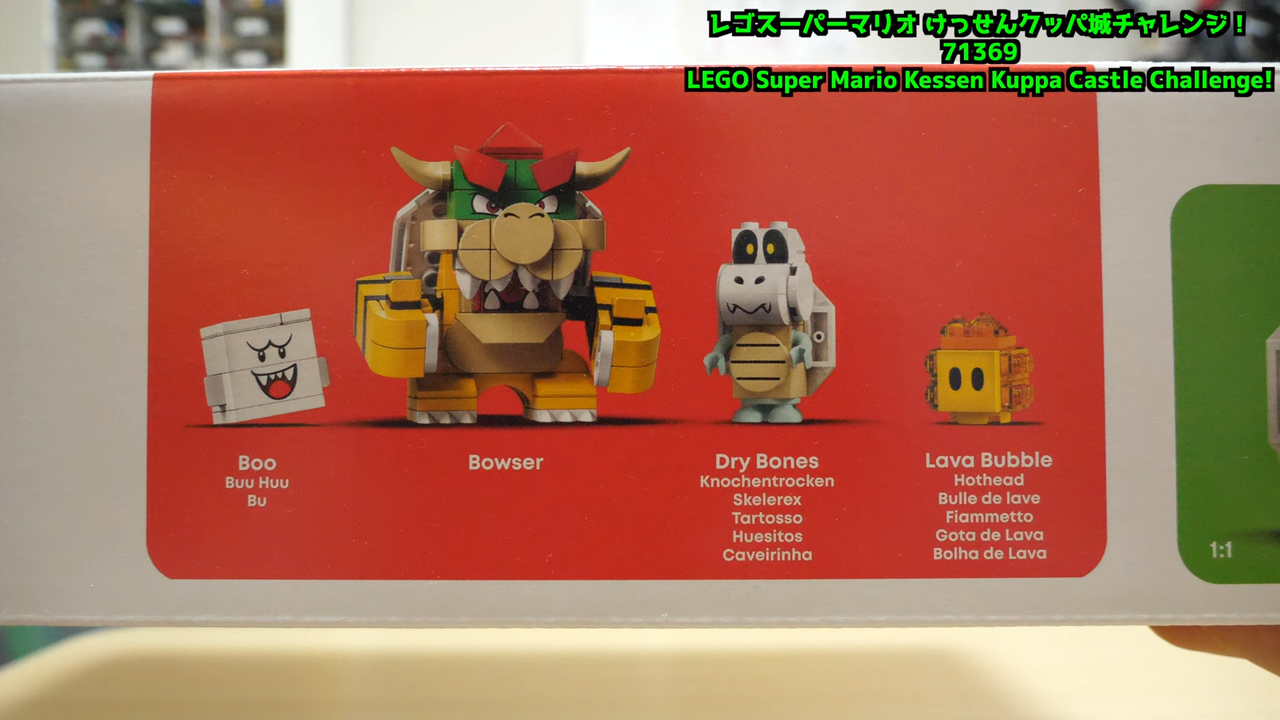 レゴスーパーマリオ けっせんクッパ城チャレンジ！
71369
LEGO Super Mario Kessen Kuppa Castle Challenge!
Boo
Buu Huu
Bu
Bowser
Dry Bones
Knochentrocken
Skelerex
Tartosso
Huesitos
Caveirinha
Lava Bubble
Hothead
Bulle de lave
Fiammetto
Gota de Lava
Bolha de Lava
1:1